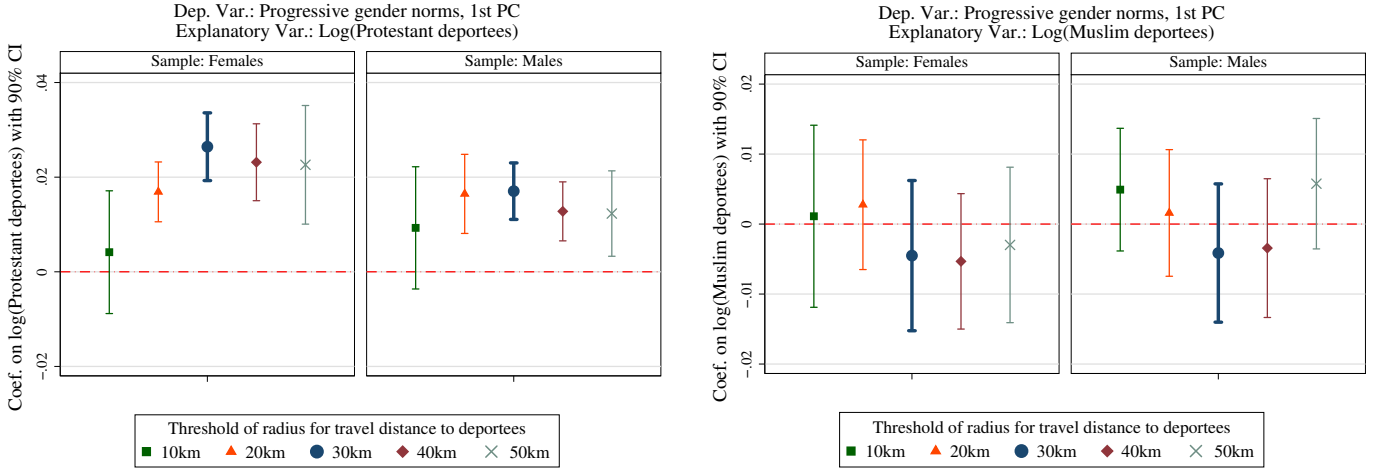 Dep. Var.: Progressive gender norms, 1st PC
Explanatory Var.: Log(Protestant deportees)
Sample: Females
Sample: Males
Coef. on log(Protestant deportees) with 90% CI
.04
.02
0
-.02
Threshold of radius for travel distance to deportees
10km 20km 30km 40km 50km
Dep. Var.: Progressive gender norms, 1st PC
Explanatory Var.: Log(Muslim deportees)
Sample: Females
Sample: Males
Coef. on log(Muslim deportees) with 90% CI
.02
.01
0
-.01
-.02
Threshold of radius for travel distance to deportees
10km 20km 30km 40km 50km